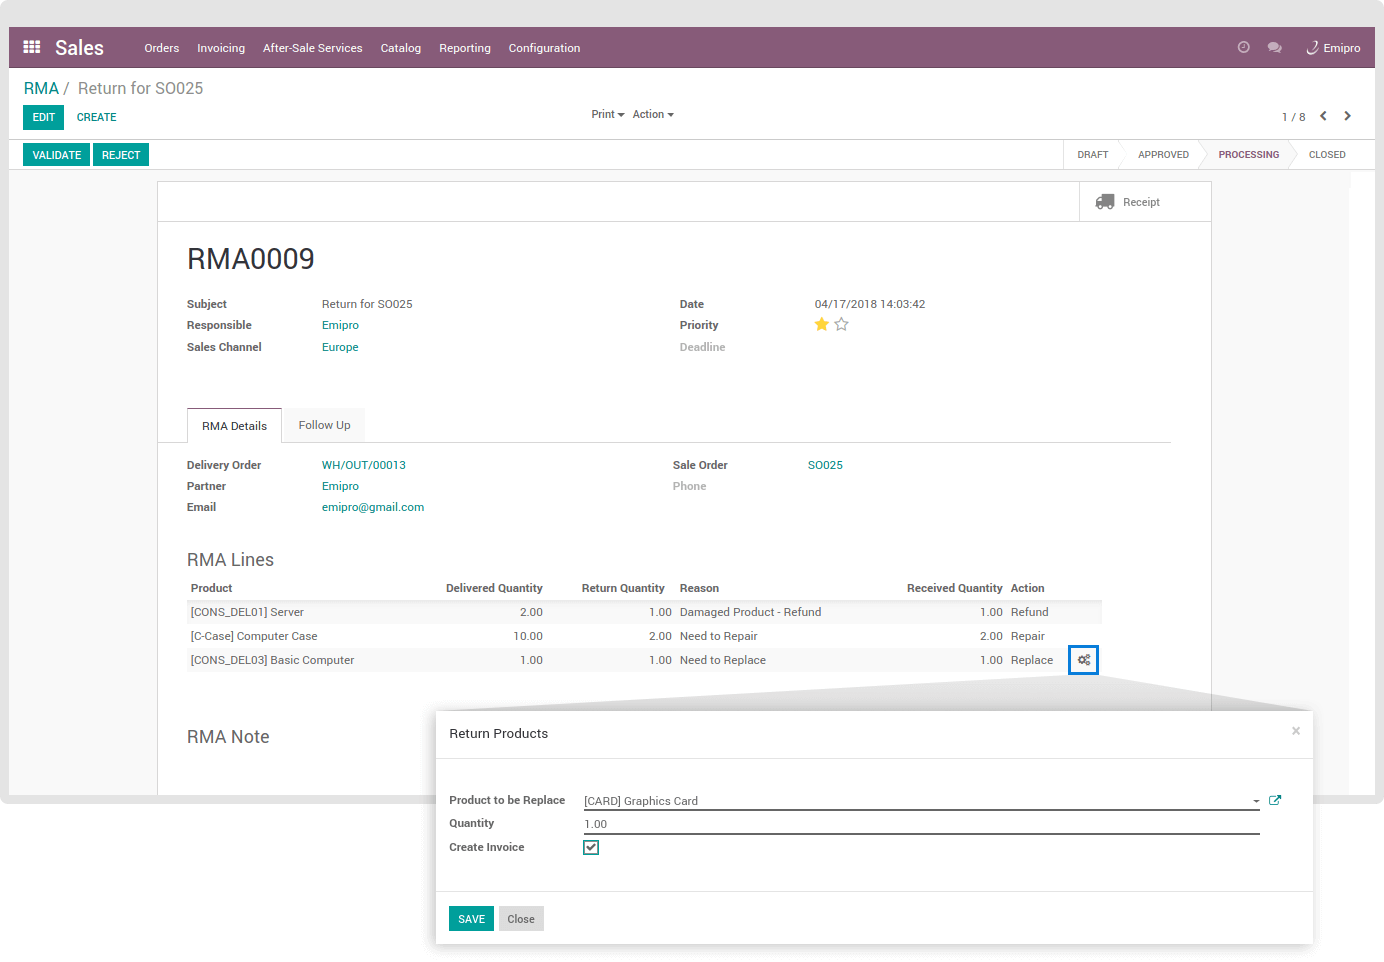 Sales Orders Invoicing After-Sale Services Catalog Reporting Configuration Emipro
RMA / Return for SO025
EDIT CREATE Print Action 1 / 8
VALIDATE REJECT DRAFT APPROVED PROCESSING CLOSED
Receipt
RMA0009
Subject Return for SO025 Date 04/17/2018 14:03:42
Responsible Emipro Priority
Sales Channel Europe Deadline
RMA Details Follow Up
Delivery Order WH/OUT/00013 Sale Order SO025
Partner Emipro Phone
Email emipro@gmail.com
RMA Lines
Product Delivered Quantity Return Quantity Reason Received Quantity Action
[CONS_DEL01] Server 2.00 1.00 Damaged Product - Refund 1.00 Refund
[C-Case] Computer Case 10.00 2.00 Need to Repair 2.00 Repair
[CONS_DEL03] Basic Computer 1.00 1.00 Need to Replace 1.00 Replace
RMA Note
Return Products ×
Product to be Replace [CARD] Graphics Card
Quantity 1.00
Create Invoice
SAVE Close